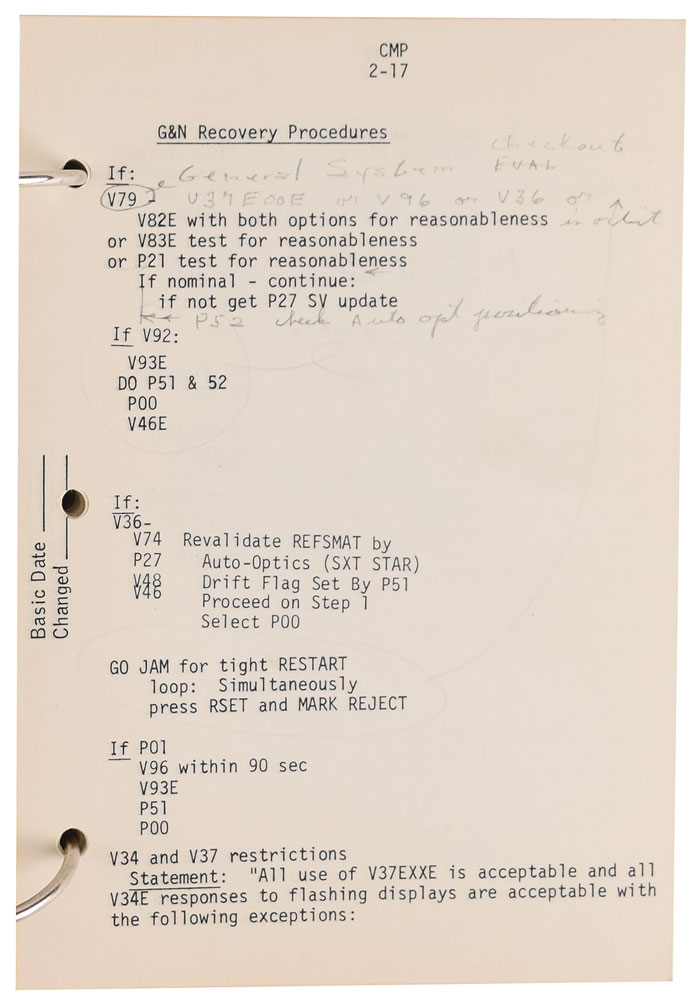 CMP
2-17
G&N Recovery Procedures
checkout
If: General System EVAL
V79 - V37E00E or V96 or V36 or
V82E with both options for reasonableness in orbit
or V83E test for reasonableness
or P21 test for reasonableness
If nominal - continue:
if not get P27 SV update
P52 check Auto opt positioning
If V92:
V93E
DO P51 & 52
P00
V46E
If:
V36-
V74 Revalidate REFSMAT by
P27 Auto-Optics (SXT STAR)
V48 Drift Flag Set By P51
V46 Proceed on Step 1
Select P00
GO JAM for tight RESTART
loop: Simultaneously
press RSET and MARK REJECT
If P01
V96 within 90 sec
V93E
P51
P00
V34 and V37 restrictions
Statement: "All use of V37EXXE is acceptable and all
V34E responses to flashing displays are acceptable with
the following exceptions:
Basic Date
Changed